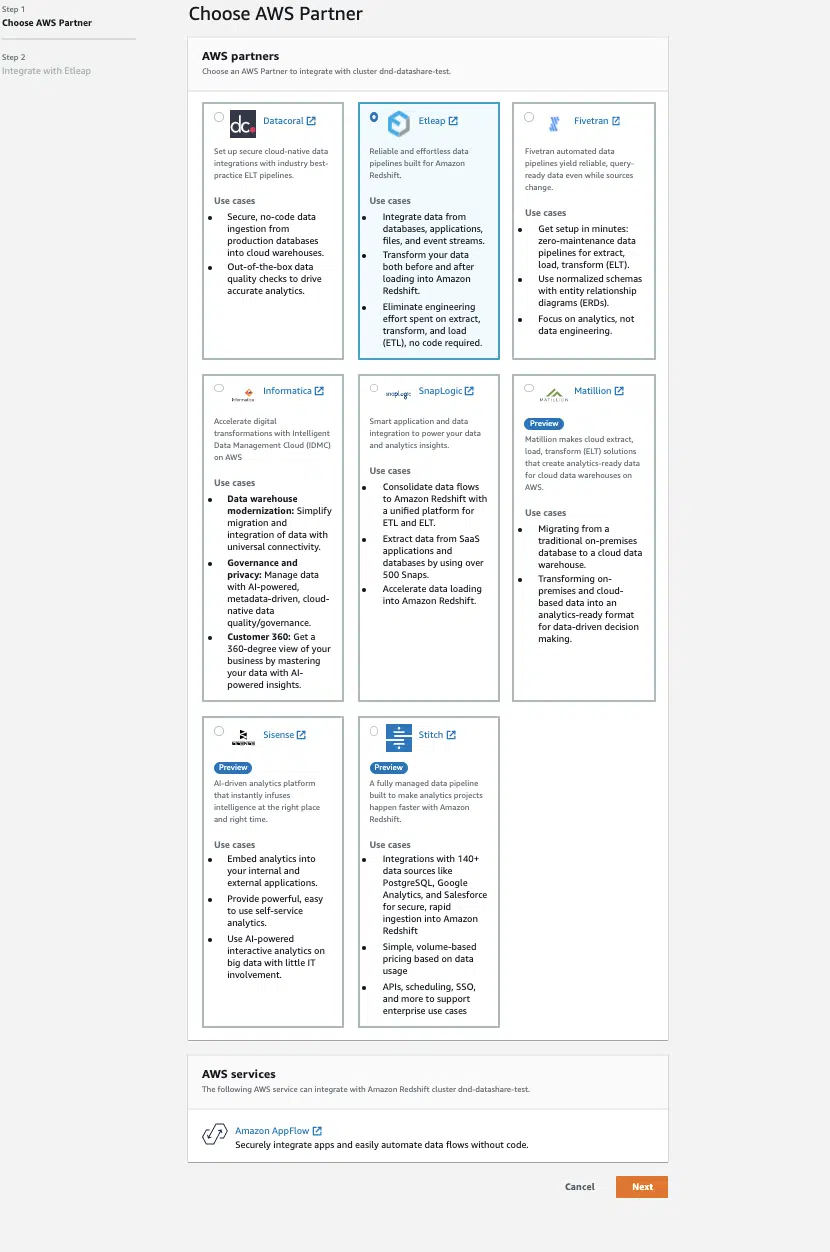 Step 1
Choose AWS Partner
Step 2
Integrate with Etleap
Choose AWS Partner
AWS partners
Choose an AWS Partner to integrate with cluster dnd-datashare-test.
dc.
Datacoral
Set up secure cloud-native data
integrations with industry best-
practice ELT pipelines.
Use cases
Secure, no-code data
ingestion from
production databases
into cloud warehouses.
Out-of-the-box data
quality checks to drive
accurate analytics.
Etleap
Reliable and effortless data
pipelines built for Amazon
Redshift.
Use cases
Integrate data from
databases, applications,
files, and event streams.
Transform your data
both before and after
loading into Amazon
Redshift.
Eliminate engineering
effort spent on extract,
transform, and load
(ETL), no code required.
Fivetran
Fivetran automated data
pipelines yield reliable, query-
ready data even while sources
change.
Use cases
Get setup in minutes:
zero-maintenance data
pipelines for extract,
load, transform (ELT).
Use normalized schemas
with entity relationship
diagrams (ERDs).
Focus on analytics, not
data engineering.
Informatica
Informatica
Accelerate digital
transformations with Intelligent
Data Management Cloud (IDMC)
on AWS
Use cases
Data warehouse
modernization: Simplify
migration and
integration of data with
universal connectivity.
Governance and
privacy: Manage data
with AI-powered,
metadata-driven, cloud-
native data
quality/governance.
Customer 360: Get a
360-degree view of your
business by mastering
your data with AI-
powered insights.
snapLogic
SnapLogic
Smart application and data
integration to power your data
and analytics insights.
Use cases
Consolidate data flows
to Amazon Redshift with
a unified platform for
ETL and ELT.
Extract data from SaaS
applications and
databases by using over
500 Snaps.
Accelerate data loading
into Amazon Redshift.
MATILLION
Matillion
Preview
Matillion makes cloud extract,
load, transform (ELT) solutions
that create analytics-ready data
for cloud data warehouses on
AWS.
Use cases
Migrating from a
traditional on-premises
database to a cloud data
warehouse.
Transforming on-
premises and cloud-
based data into an
analytics-ready format
for data-driven decision
making.
SISENSE
Sisense
Preview
AI-driven analytics platform
that instantly infuses
intelligence at the right place
and right time.
Use cases
Embed analytics into
your internal and
external applications.
Provide powerful, easy
to use self-service
analytics.
Use AI-powered
interactive analytics on
big data with little IT
involvement.
Stitch
Preview
A fully managed data pipeline
built to make analytics projects
happen faster with Amazon
Redshift.
Use cases
Integrations with 140+
data sources like
PostgreSQL, Google
Analytics, and Salesforce
for secure, rapid
ingestion into Amazon
Redshift
Simple, volume-based
pricing based on data
usage
APIs, scheduling, SSO,
and more to support
enterprise use cases
AWS services
The following AWS service can integrate with Amazon Redshift cluster dnd-datashare-test.
Amazon AppFlow
Securely integrate apps and easily automate data flows without code.
Cancel
Next